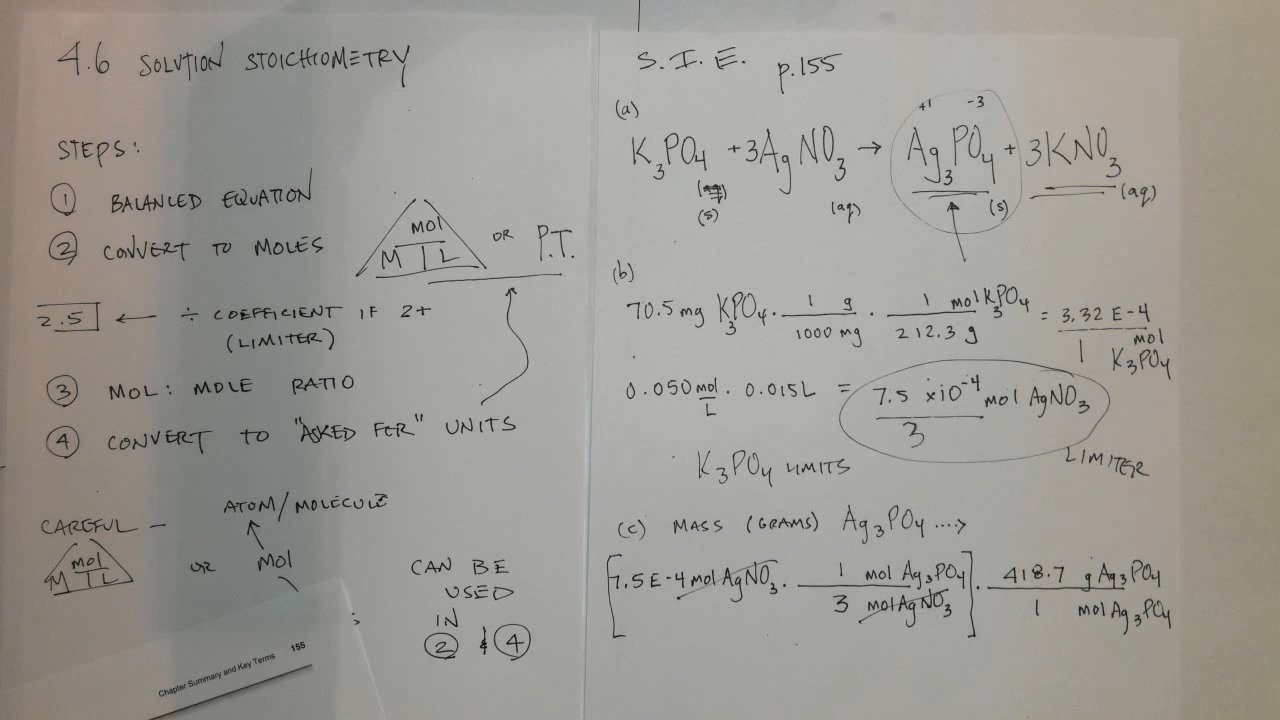 4.6 SOLUTION STOICHIOMETRY
STEPS:
① BALANCED EQUATION
② CONVERT TO MOLES
mol
M | L
OR P.T.
2.5 ← ÷ COEFFICIENT IF 2+
(LIMITER)
③ MOL: MOLE RATIO
④ CONVERT TO "ASKED FOR" UNITS
CAREFUL -
ATOM/MOLECULE
mol
M | L
OR mol
CAN BE
USED
IN
② & ④
Chapter Summary and Key Terms 155
S.I.E. p.155
(a)
+1 -3
K₃PO₄ + 3AgNO₃ → Ag₃PO₄ + 3KNO₃
(s) (aq) (s) (aq)
(b)
70.5 mg K₃PO₄ · 1 g / 1000 mg · 1 mol K₃PO₄ / 212.3 g = 3.32 E-4 / 1 mol K₃PO₄
0.050 mol/L · 0.015L = 7.5 ×10⁻⁴ / 3 mol AgNO₃
LIMITER
K₃PO₄ LIMITS
(c) MASS (GRAMS) Ag₃PO₄ ....>
[7.5E-4 mol AgNO₃ · 1 mol Ag₃PO₄ / 3 mol AgNO₃] · 418.7 g Ag₃PO₄ / 1 mol Ag₃PO₄